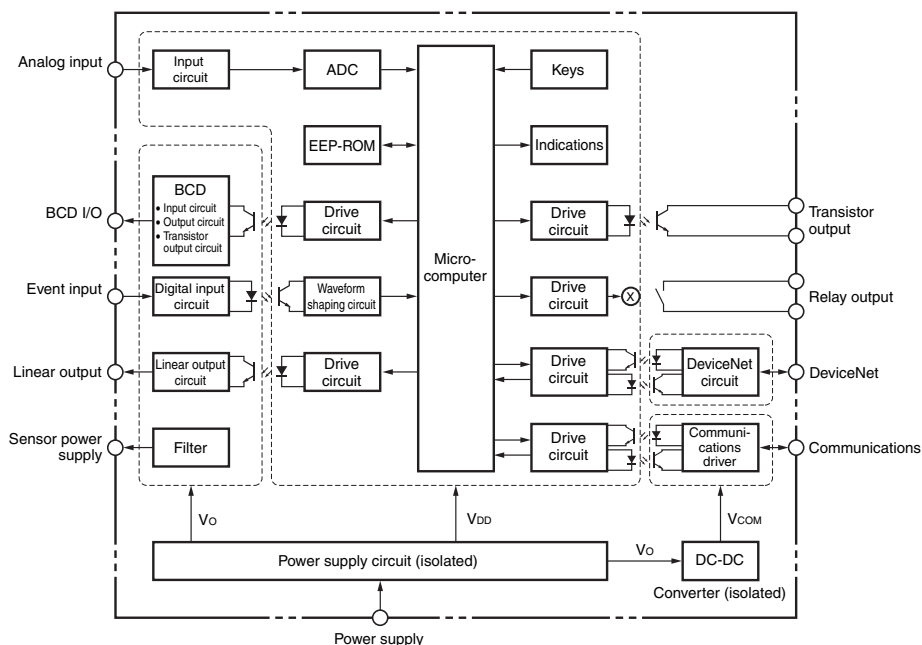 Analog input
Input
circuit
ADC
Keys
EEP-ROM
Indications
BCD I/O
BCD
• Input circuit
• Output circuit
• Transistor
output circuit
Drive
circuit
Micro-
computer
Drive
circuit
Transistor
output
Event input
Digital input
circuit
Waveform
shaping circuit
Drive
circuit
X
Relay output
Linear output
Linear output
circuit
Drive
circuit
Drive
circuit
DeviceNet
circuit
DeviceNet
Sensor power
supply
Filter
Drive
circuit
Communi-
cations
driver
Communications
VO
VDD
VCOM
Power supply circuit (isolated)
VO
DC-DC
Converter (isolated)
Power supply